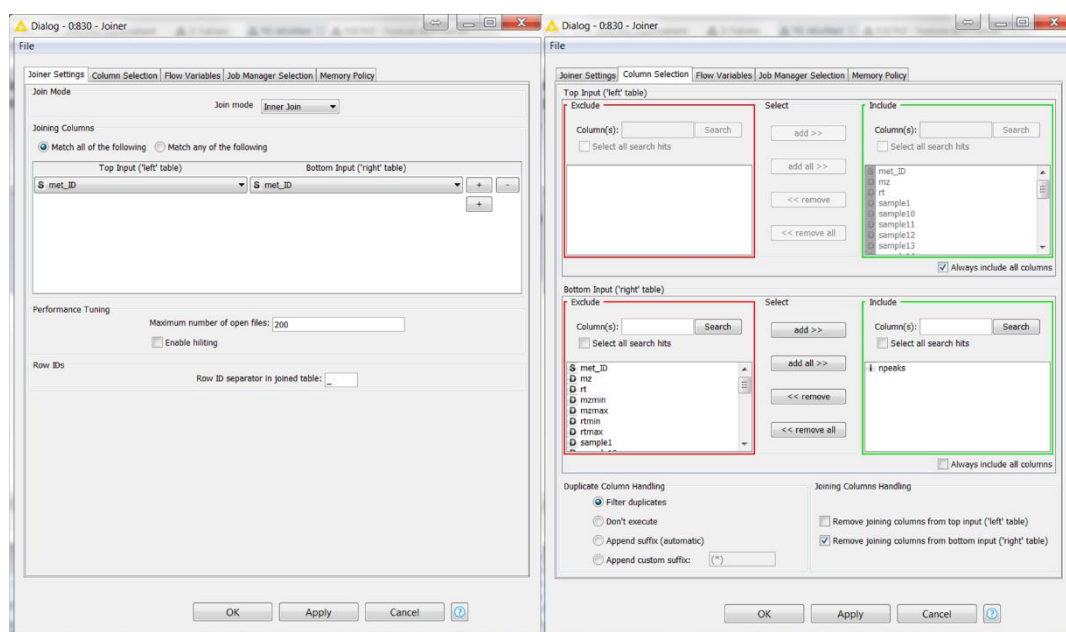 Dialog - 0:830 - Joiner
File
Joiner Settings Column Selection Flow Variables Job Manager Selection Memory Policy
Join Mode
Join mode Inner Join
Joining Columns
Match all of the following Match any of the following
Top Input ('left' table) Bottom Input ('right' table)
S met_ID S met_ID + -
+
Performance Tuning
Maximum number of open files: 200
Enable hiliting
Row IDs
Row ID separator in joined table: _
OK Apply Cancel ?
Dialog - 0:830 - Joiner
File
Joiner Settings Column Selection Flow Variables Job Manager Selection Memory Policy
Top Input ('left' table)
Exclude Select Include
Column(s): Search add >> Column(s): Search
Select all search hits Select all search hits
add all >>
<< remove
<< remove all
S met_ID
D mz
D rt
D sample1
D sample10
D sample11
D sample12
D sample13
Always include all columns
Bottom Input ('right' table)
Exclude Select Include
Column(s): Search add >> Column(s): Search
Select all search hits Select all search hits
add all >>
<< remove
<< remove all
S met_ID
D mz
D rt
D mzmin
D mzmax
D rtmin
D rtmax
D sample1
I npeaks
Always include all columns
Duplicate Column Handling Joining Columns Handling
Filter duplicates
Don't execute Remove joining columns from top input ('left' table)
Append suffix (automatic) Remove joining columns from bottom input ('right' table)
Append custom suffix: (*)
OK Apply Cancel ?